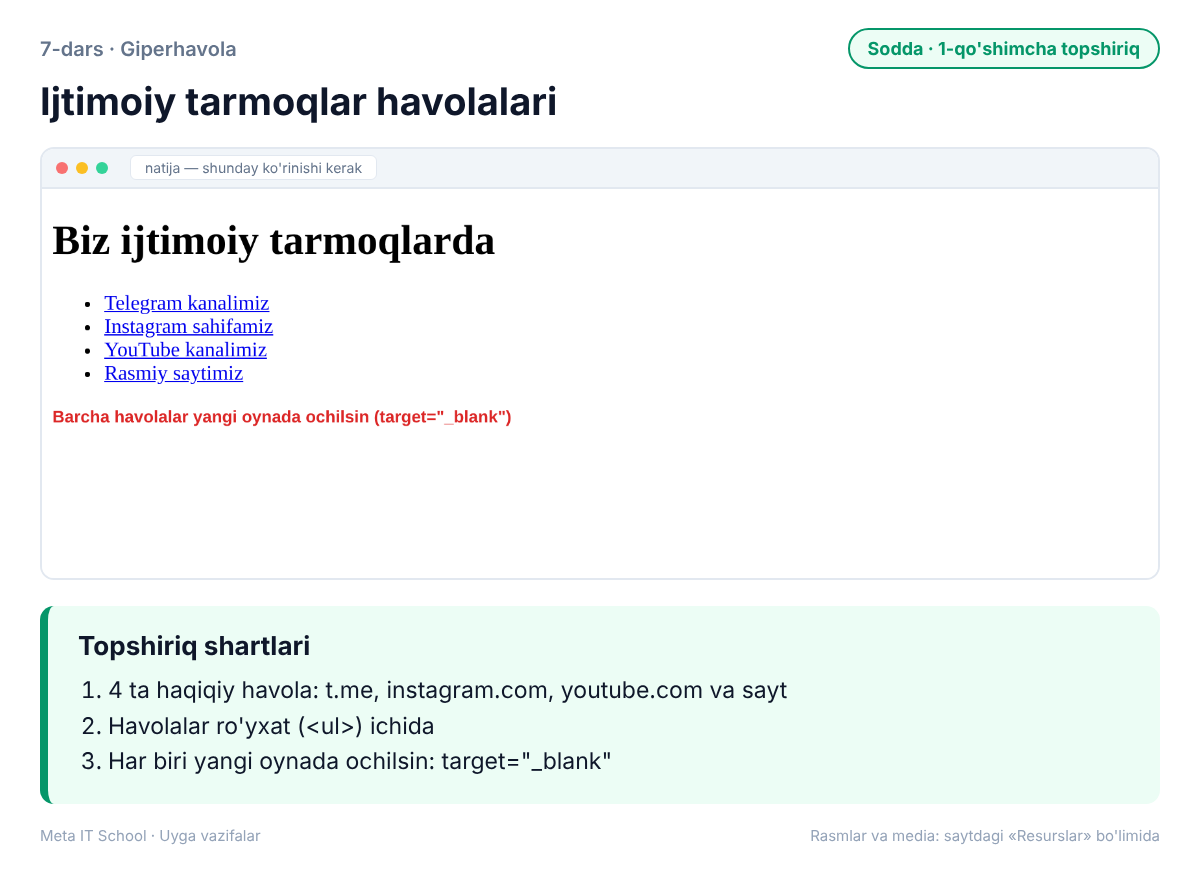 7-dars · Giperhavola
Sodda · 1-qo'shimcha topshiriq
Ijtimoiy tarmoqlar havolalari
natija — shunday ko'rinishi kerak
Biz ijtimoiy tarmoqlarda
• Telegram kanalimiz
• Instagram sahifamiz
• YouTube kanalimiz
• Rasmiy saytimiz
Barcha havolalar yangi oynada ochilsin (target="_blank")
Topshiriq shartlari
1. 4 ta haqiqiy havola: t.me, instagram.com, youtube.com va sayt
2. Havolalar ro'yxat (<ul>) ichida
3. Har biri yangi oynada ochilsin: target="_blank"
Meta IT School · Uyga vazifalar
Rasmlar va media: saytdagi «Resurslar» bo'limida